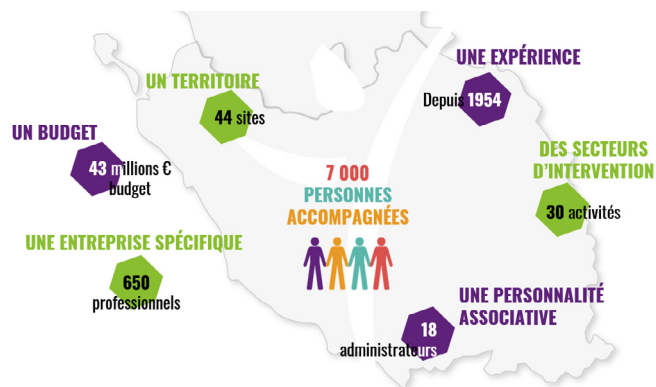 UNE EXPÉRIENCE
Depuis 1954
UN TERRITOIRE
44 sites
UN BUDGET
43 millions €
budget
DES SECTEURS
D'INTERVENTION
30 activités
7 000
PERSONNES
ACCOMPAGNÉES
UNE ENTREPRISE SPÉCIFIQUE
650
professionnels
UNE PERSONNALITÉ
ASSOCIATIVE
18
administrateurs